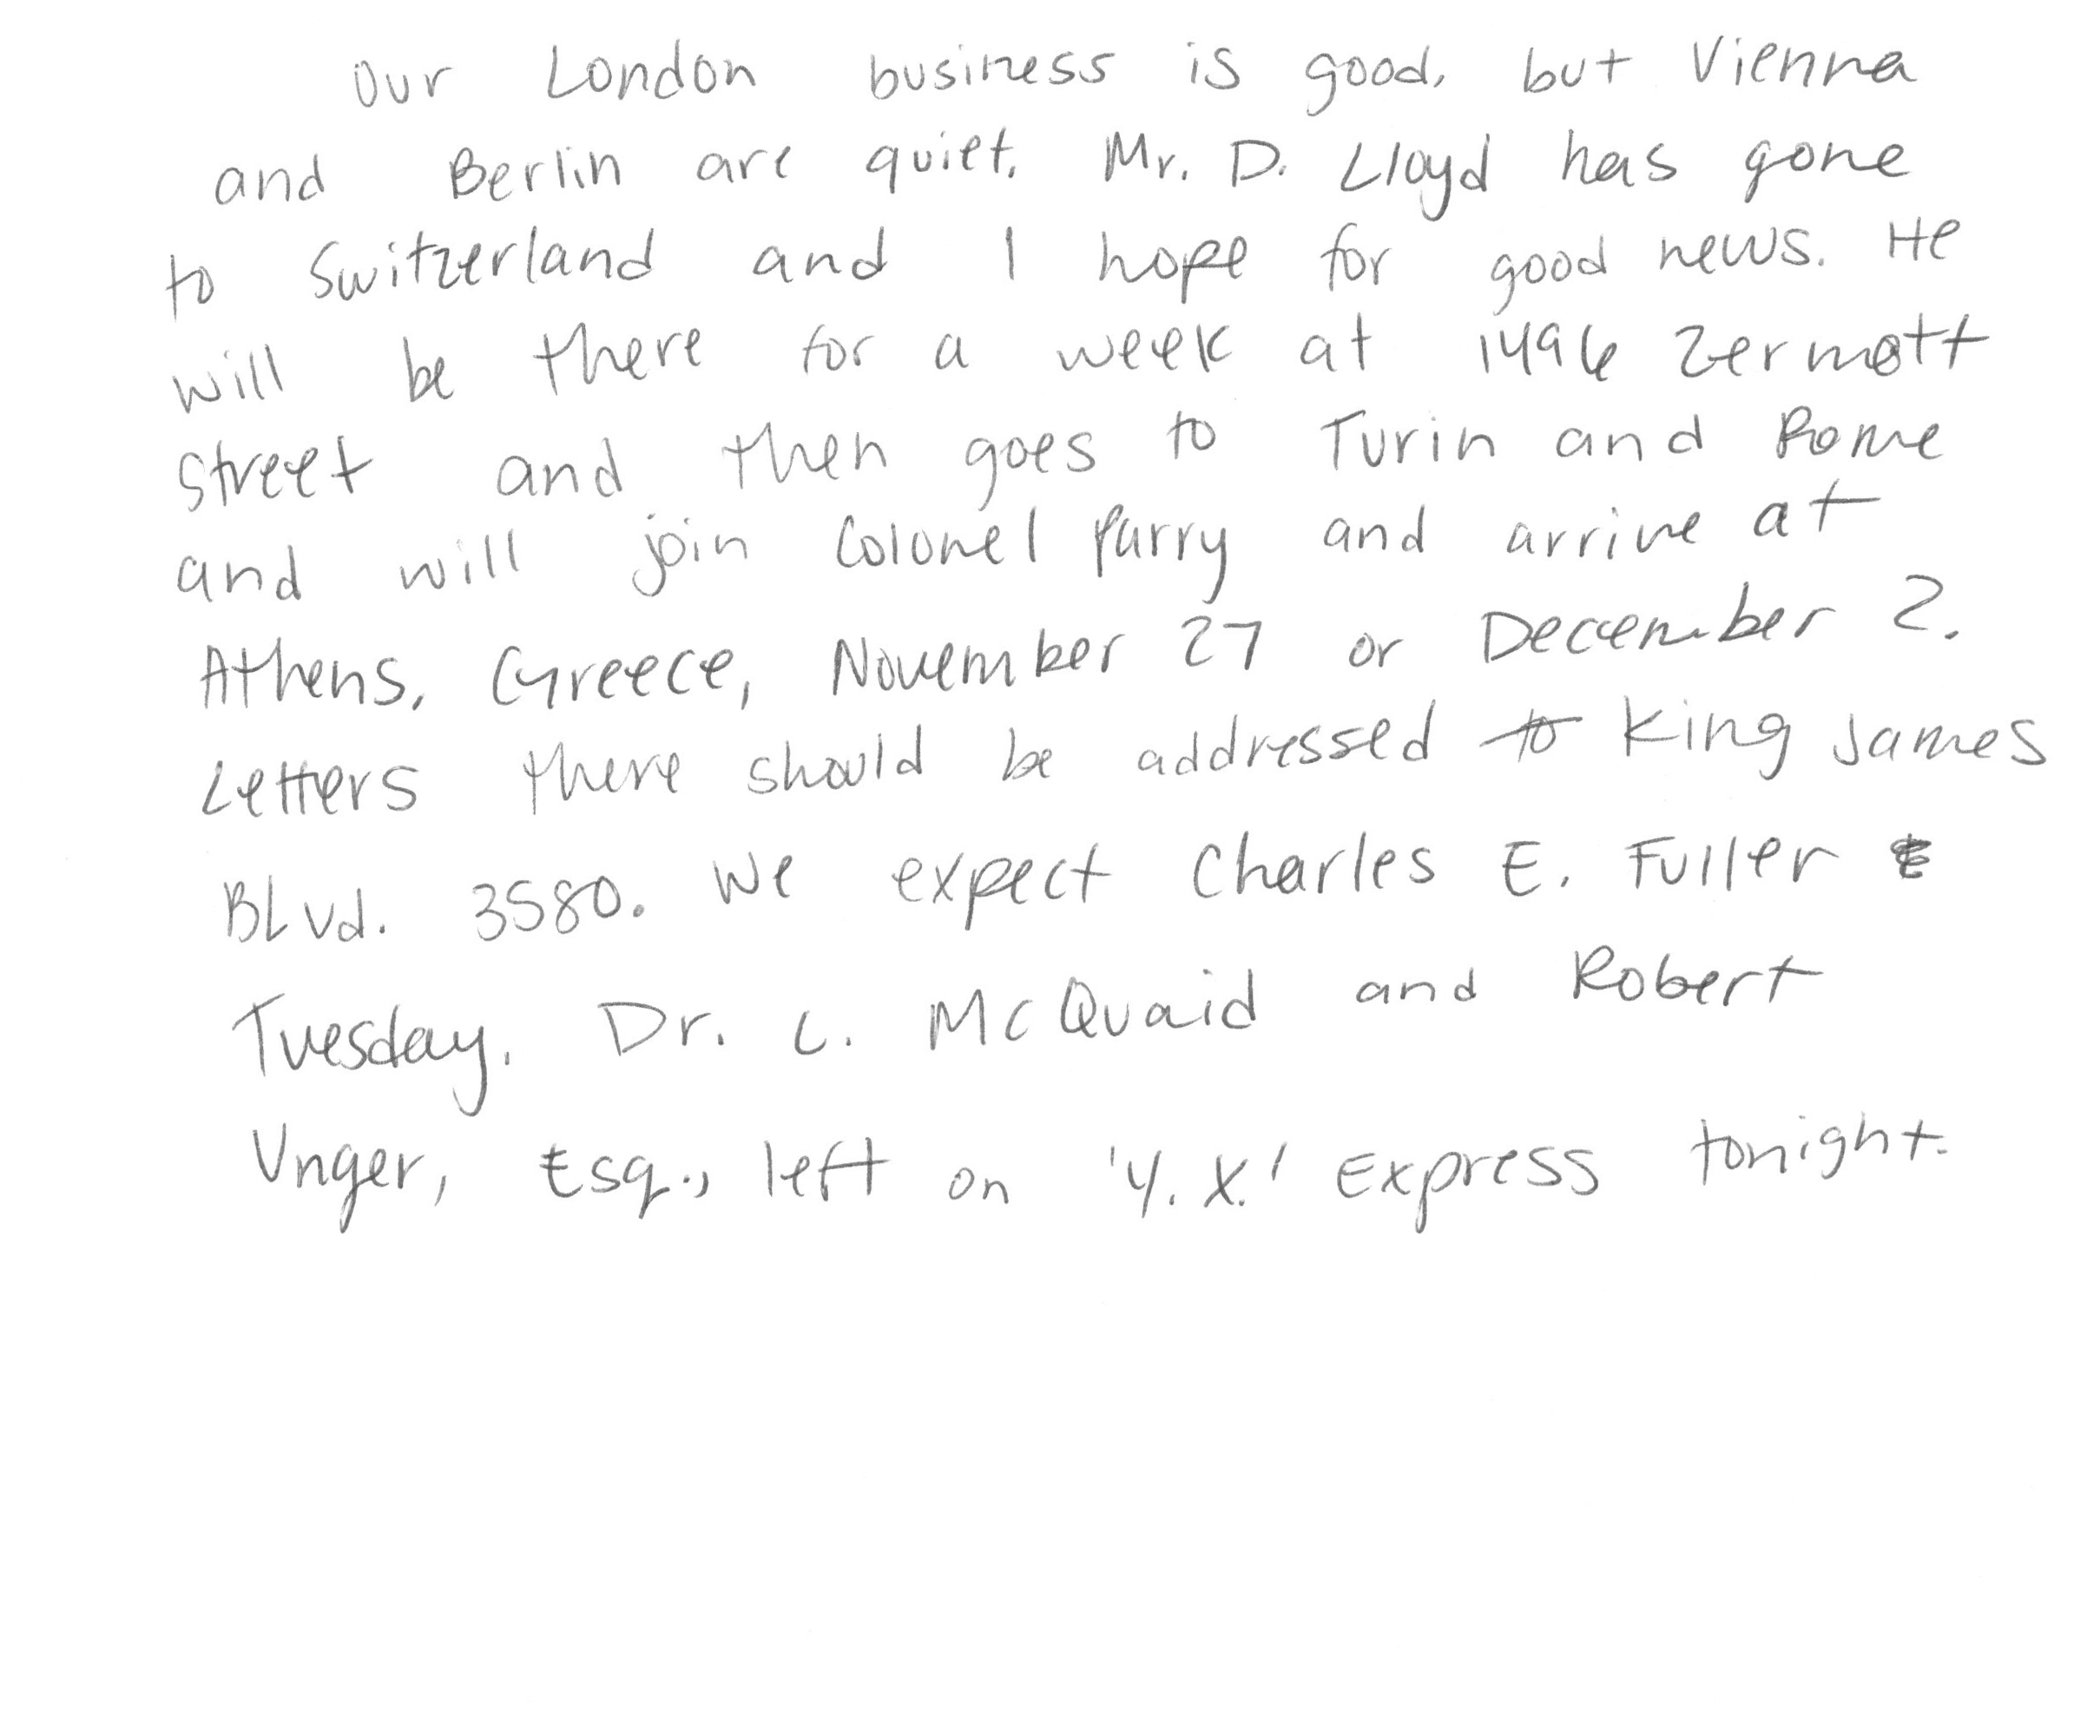 Our London business is good, but Vienna
and Berlin are quiet. Mr. D. Lloyd has gone
to Switzerland and I hope for good news. He
will be there for a week at 1496 Zermott
street and then goes to Turin and Rome
and will join Colonel Parry and arrive at
Athens, Greece, November 27 or December 2.
Letters there should be addressed to King James
Blvd. 3580. We expect Charles E. Fuller
Tuesday. Dr. L. McQuaid and Robert
Unger, Esq., left on 'Y.X.' Express tonight.